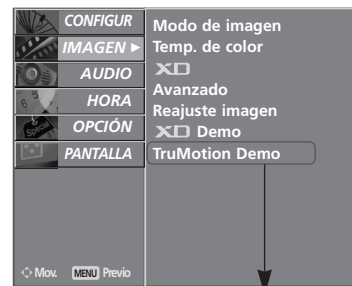 CONFIGUR
IMAGEN ►
AUDIO
HORA
OPCIÓN
PANTALLA
Mov. MENU Previo
Modo de imagen
Temp. de color
XD
Avanzado
Reajuste imagen
XD Demo
TruMotion Demo
Special